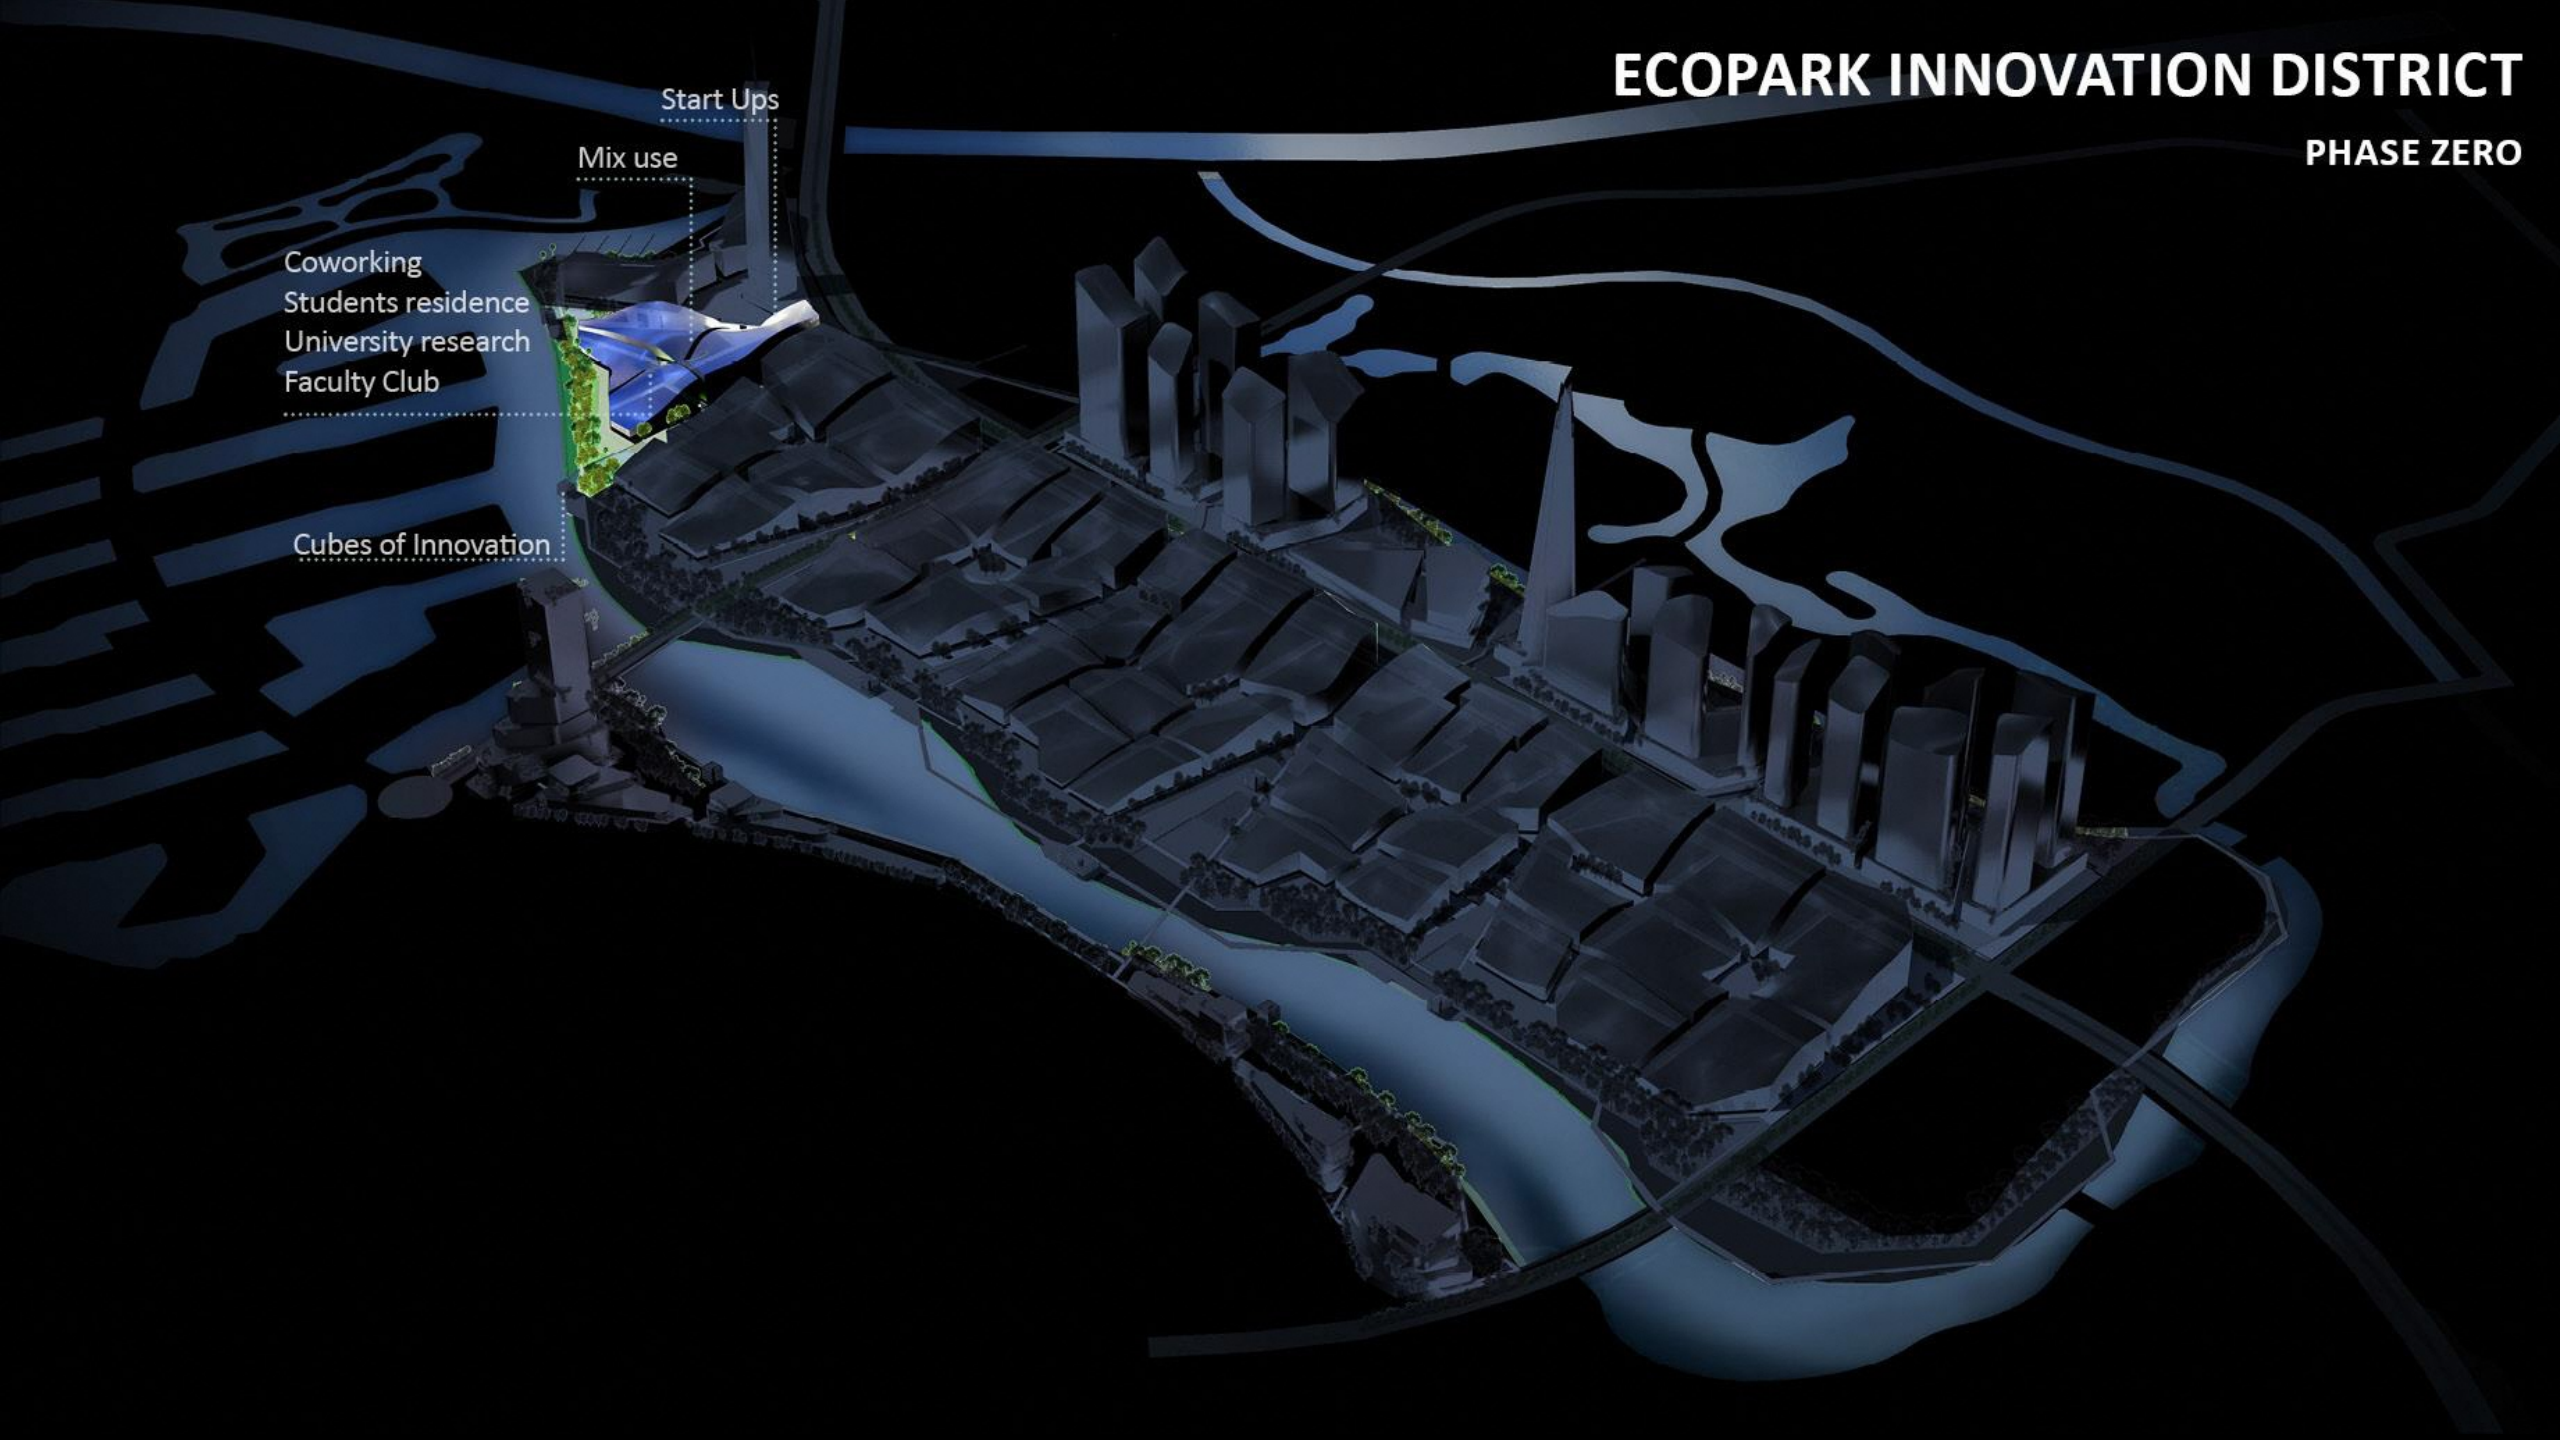 ECOPARK INNOVATION DISTRICT
PHASE ZERO
Start Ups
Mix use
Coworking
Students residence
University research
Faculty Club
Cubes of Innovation